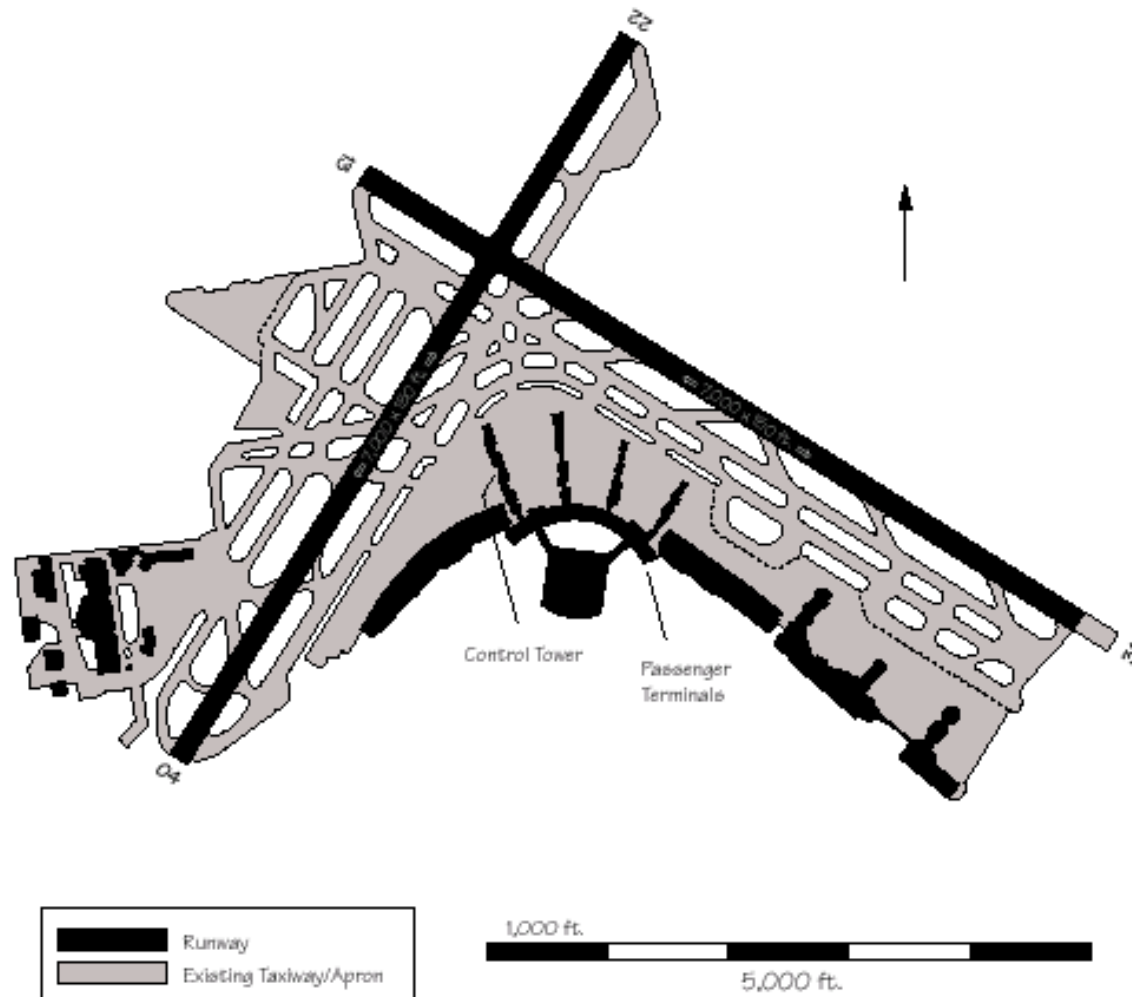 22
13
⇐ 7,000 x 150 ft. ⇒
⇐ 7,000 x 150 ft. ⇒
Control Tower
Passenger
Terminals
04
Runway
Existing Taxiway/Apron
1,000 ft.
5,000 ft.